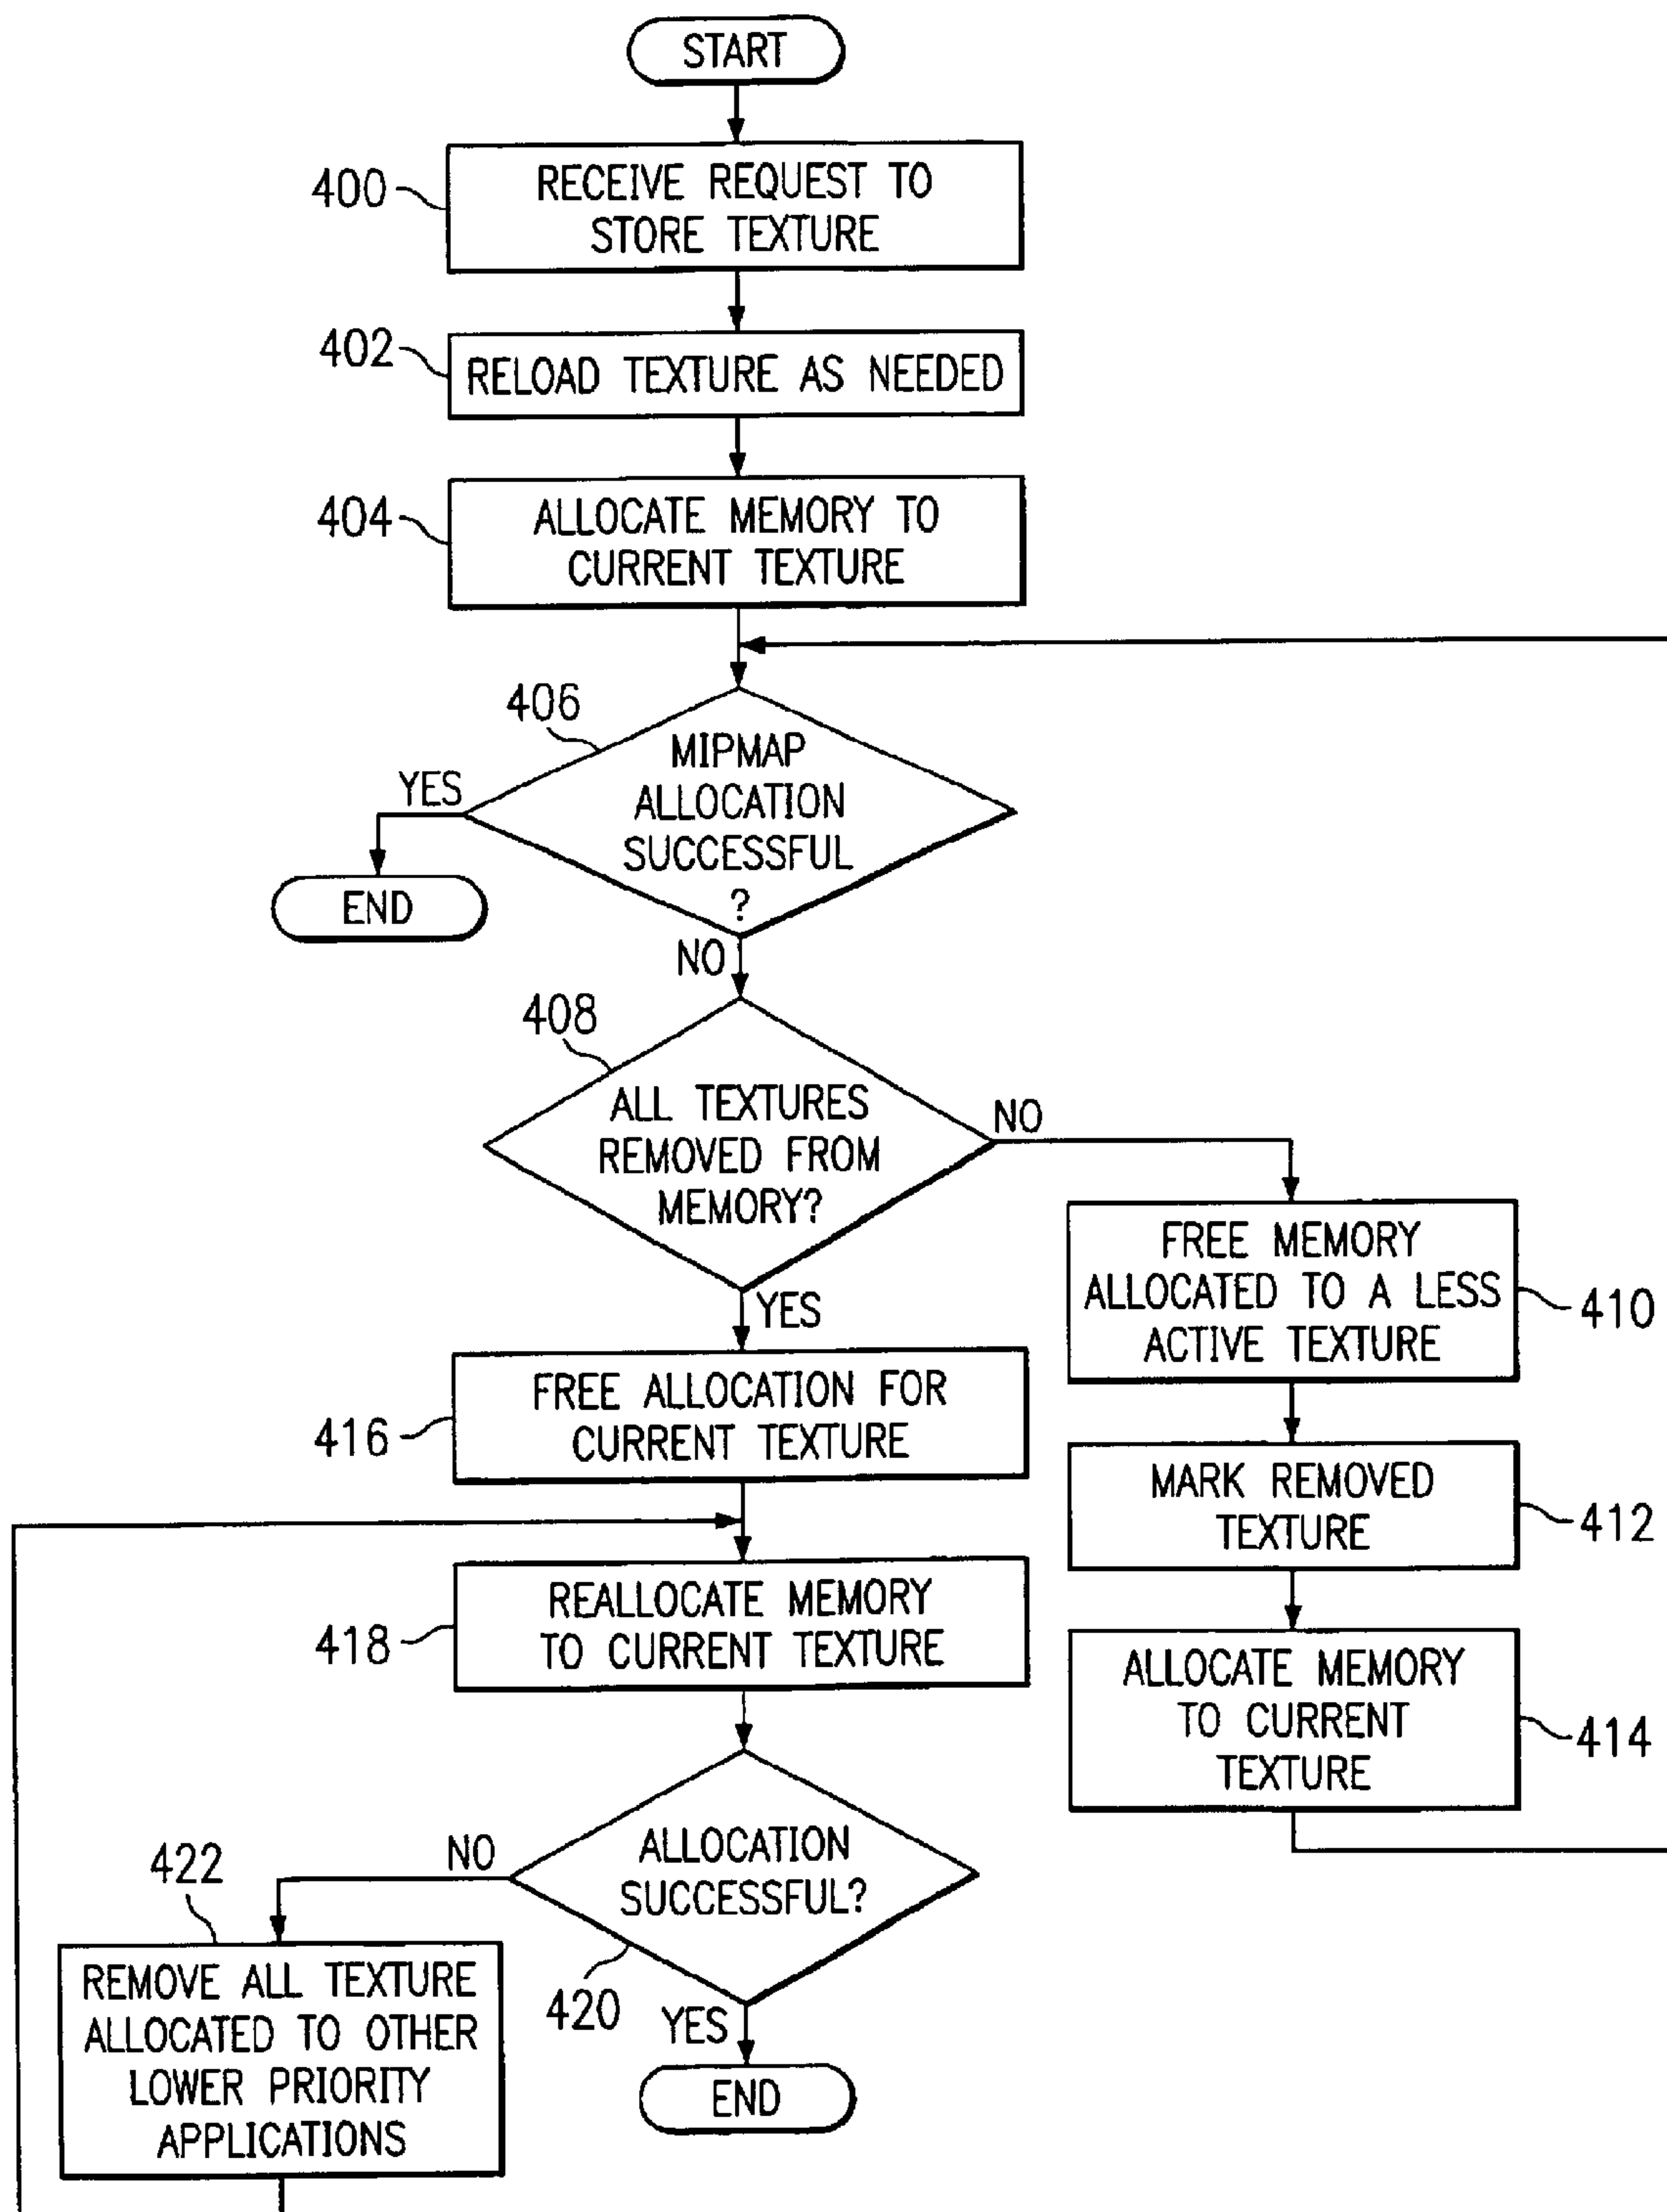 START
400
RECEIVE REQUEST TO
STORE TEXTURE
402
RELOAD TEXTURE AS NEEDED
404
ALLOCATE MEMORY TO
CURRENT TEXTURE
406
MIPMAP
ALLOCATION
SUCCESSFUL
?
YES
END
NO
408
ALL TEXTURES
REMOVED FROM
MEMORY?
NO
YES
FREE MEMORY
ALLOCATED TO A LESS
ACTIVE TEXTURE
410
MARK REMOVED
TEXTURE
412
ALLOCATE MEMORY
TO CURRENT
TEXTURE
414
416
FREE ALLOCATION FOR
CURRENT TEXTURE
418
REALLOCATE MEMORY
TO CURRENT TEXTURE
ALLOCATION
SUCCESSFUL?
420
NO
YES
END
422
REMOVE ALL TEXTURE
ALLOCATED TO OTHER
LOWER PRIORITY
APPLICATIONS